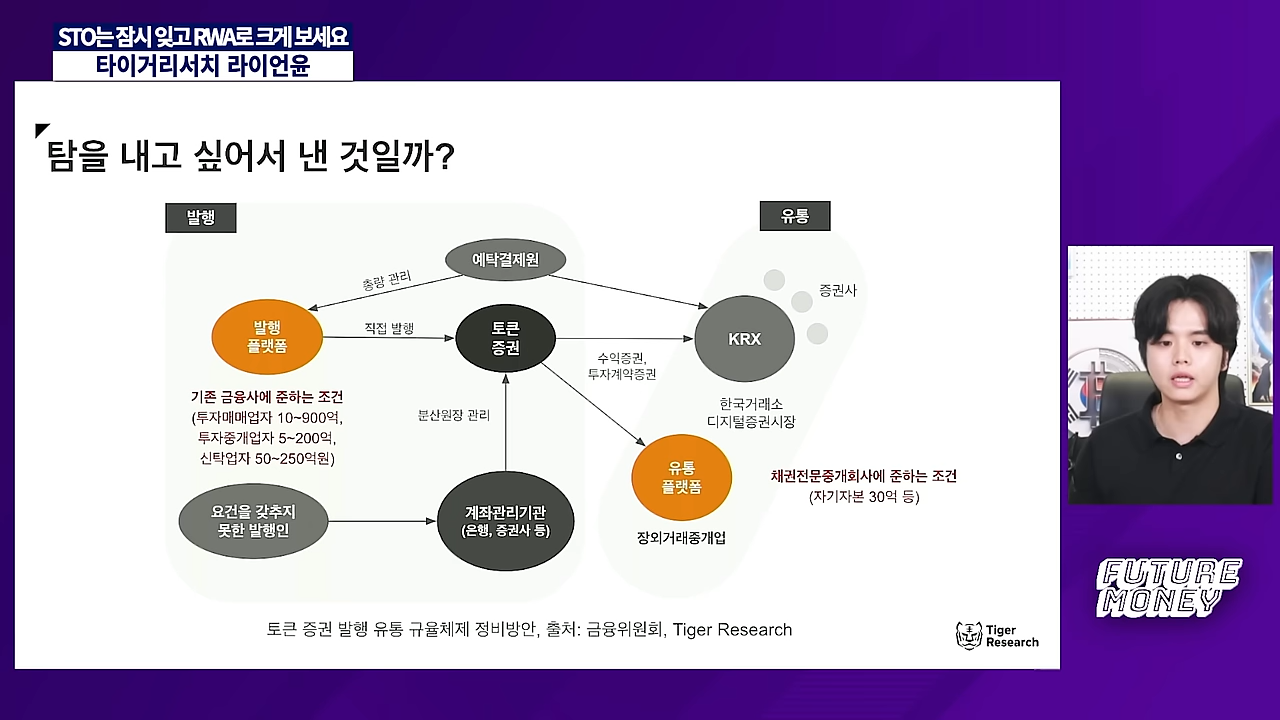 STO는 잠시 잊고 RWA로 크게 보세요
타이거리서치 라이언윤
탐을 내고 싶어서 낸 것일까?
발행
유통
예탁결제원
총량 관리
증권사
발행
플랫폼
직접 발행
토큰
증권
KRX
수익증권,
투자계약증권
기존 금융사에 준하는 조건
(투자매매업자 10~900억,
투자중개업자 5~200억,
신탁업자 50~250억원)
분산원장 관리
한국거래소
디지털증권시장
유통
플랫폼
채권전문중개회사에 준하는 조건
(자기자본 30억 등)
요건을 갖추지
못한 발행인
계좌관리기관
(은행, 증권사 등)
장외거래중개업
토큰 증권 발행 유통 규율체제 정비방안, 출처: 금융위원회, Tiger Research
Tiger
Research
FUTURE
MONEY